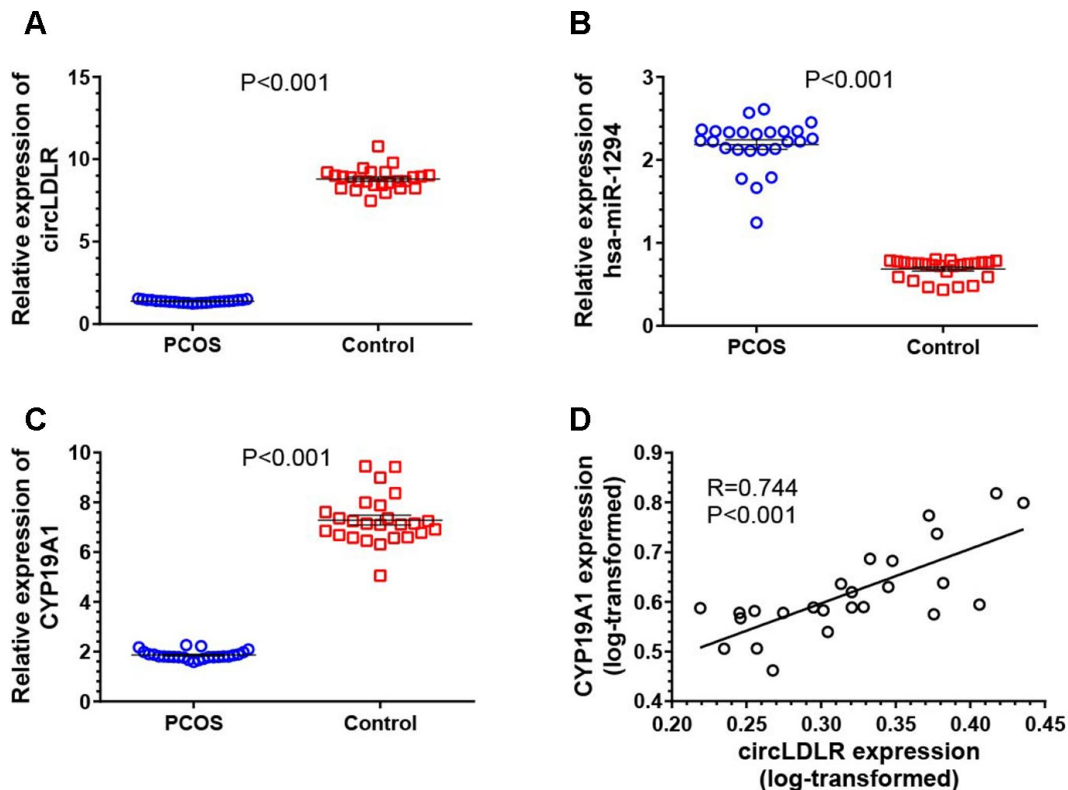 A
Relative expression of
circLDLR
P<0.001
15
10
5
0
PCOS
Control
B
Relative expression of
hsa-miR-1294
P<0.001
3
2
1
0
PCOS
Control
C
Relative expression of
CYP19A1
P<0.001
10
8
6
4
2
0
PCOS
Control
D
CYP19A1 expression
(log-transformed)
R=0.744
P<0.001
0.9
0.8
0.7
0.6
0.5
0.4
0.20
0.25
0.30
0.35
0.40
0.45
circLDLR expression
(log-transformed)